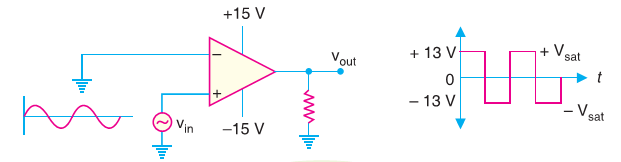 +15 V
−
+
V_out
v_in
−15 V
+ 13 V
0
− 13 V
+ V_sat
t
− V_sat